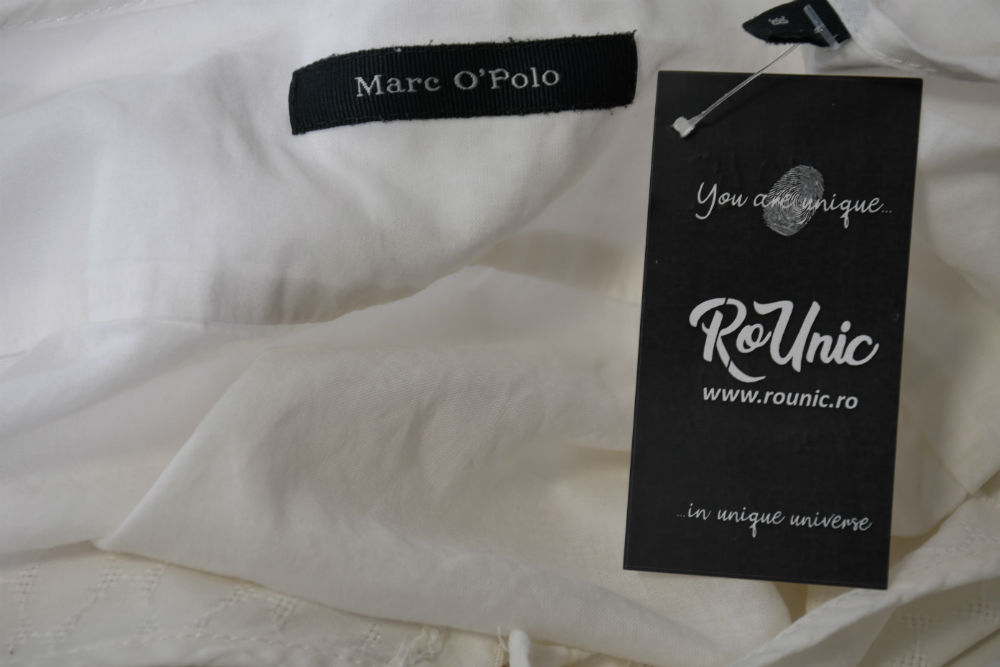 Marc O'Polo
You are unique...
RoUnic
www.rounic.ro
...in unique universe